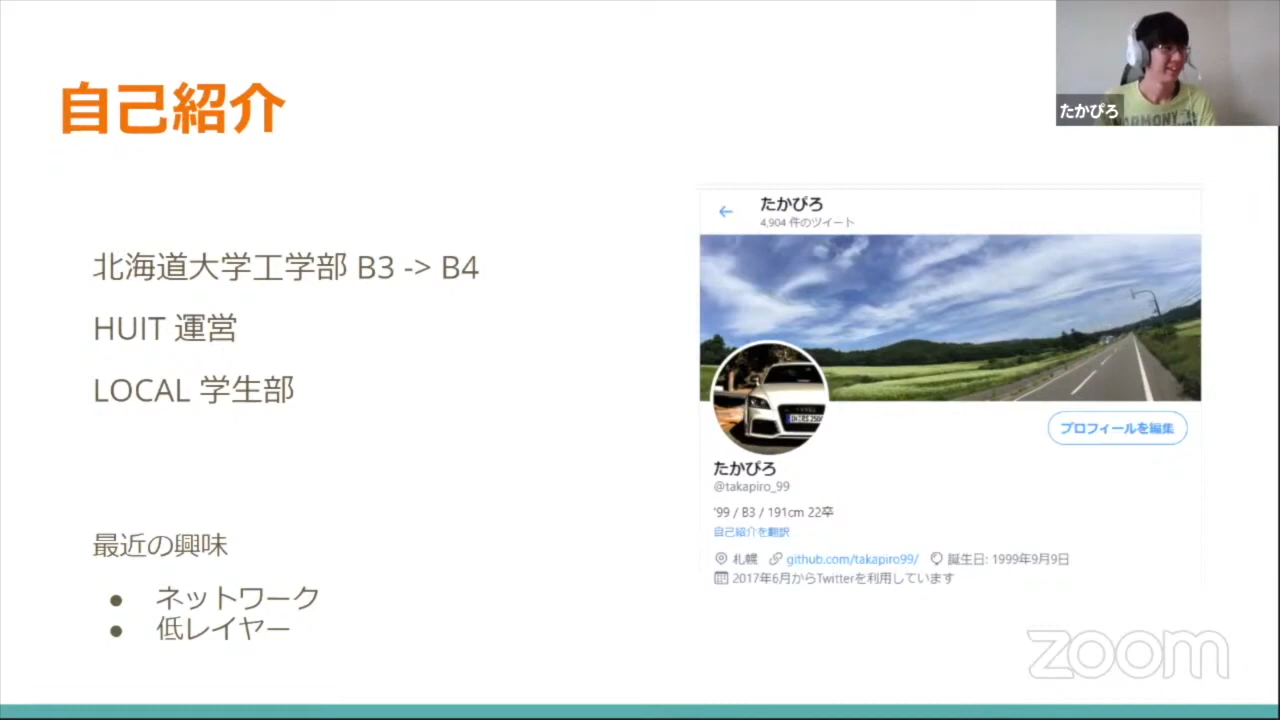 自己紹介
たかぴろ
HARMONY
北海道大学工学部 B3 -> B4
HUIT 運営
LOCAL 学生部
最近の興味
● ネットワーク
● 低レイヤー
← たかぴろ
4,904 件のツイート
プロフィールを編集
たかぴろ
@takapiro_99
'99 / B3 / 191cm 22卒
自己紹介を翻訳
札幌 github.com/takapiro99/ 誕生日: 1999年9月9日
2017年6月からTwitterを利用しています
zoom